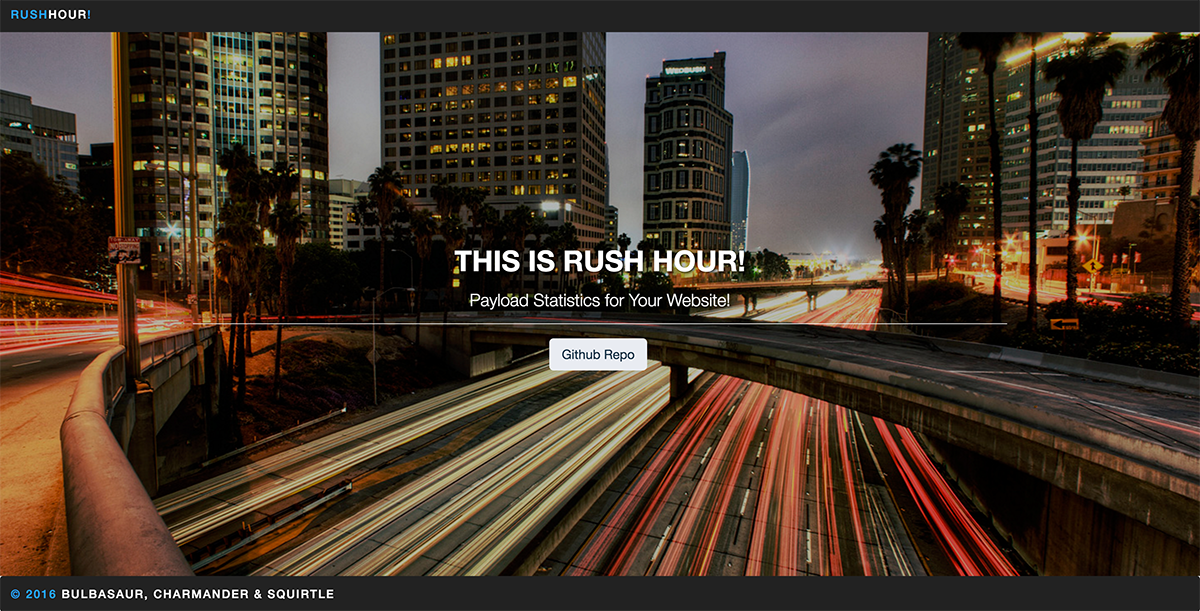 RUSHHOUR!
WEDBUSH
THIS IS RUSH HOUR!
Payload Statistics for Your Website!
Github Repo
© 2016 BULBASAUR, CHARMANDER & SQUIRTLE